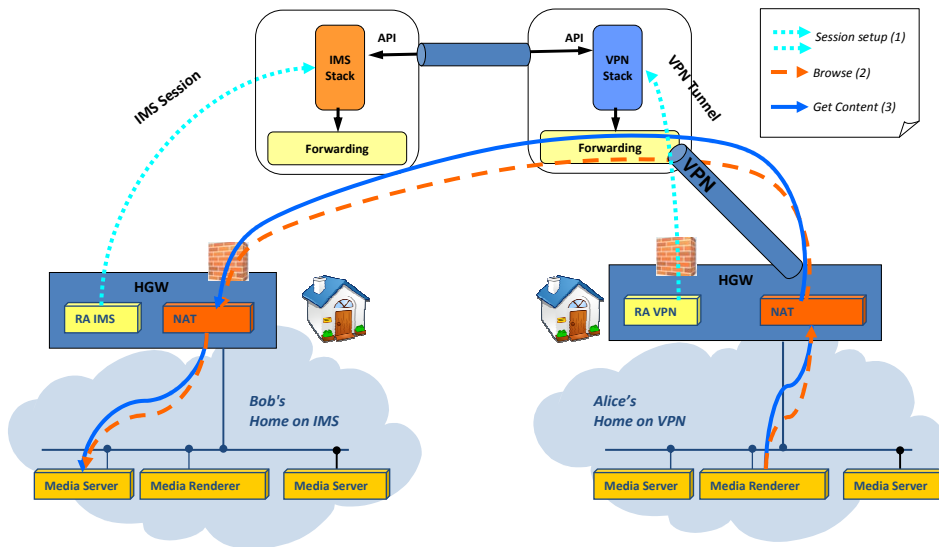 API
API
IMS
Stack
VPN
Stack
Session setup (1)
Browse (2)
Get Content (3)
IMS Session
VPN Tunnel
Forwarding
Forwarding
VPN
HGW
HGW
RA IMS
NAT
RA VPN
NAT
Bob's
Home on IMS
Alice’s
Home on VPN
Media Server
Media Renderer
Media Server
Media Server
Media Renderer
Media Server